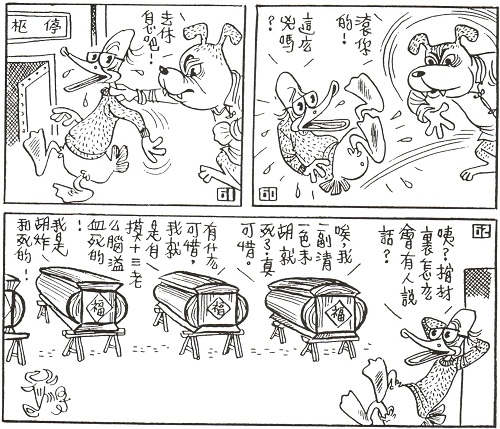 滾你
的！
這么
兇嗎
？
去休
息吧！
停柩
咦？棺材
裏怎么
會有人說
話？
唉，我
一副清
一色未
胡就
死了，真
可惜。
有什么
可惜。
我就
是自
摸十三老
么腦溢
血死的
！
我是
胡炸
和死的！
福
福
福